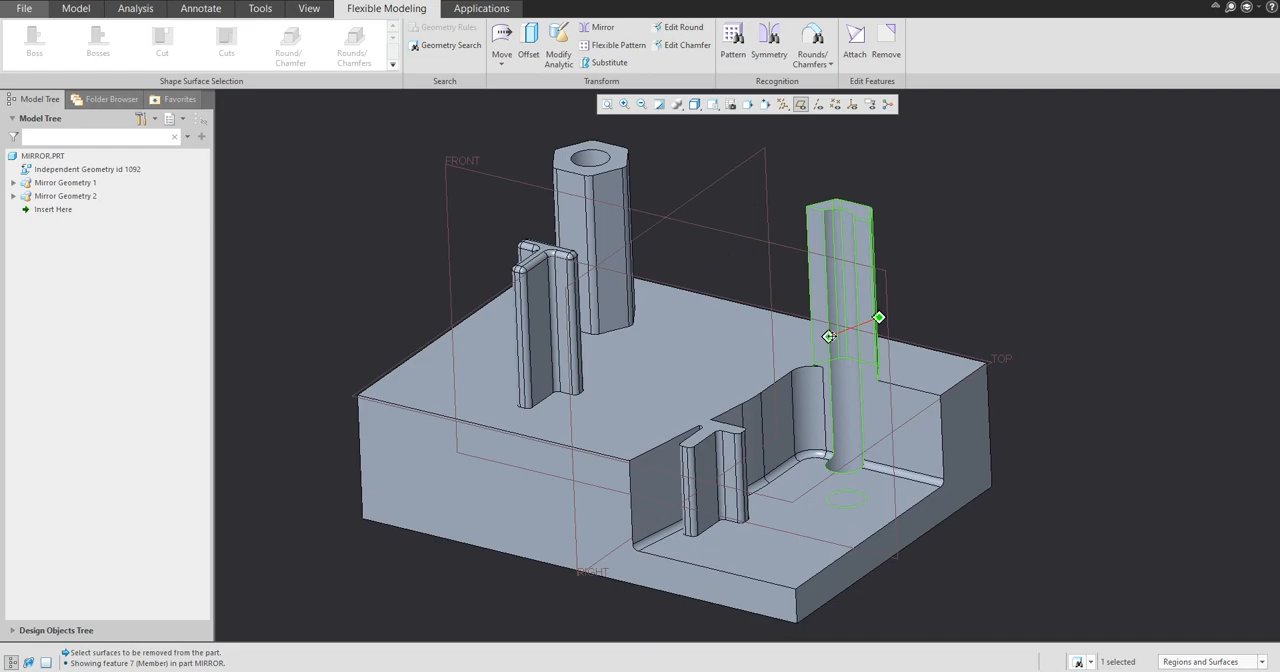 File Model Analysis Annotate Tools View Flexible Modeling Applications
Boss Bosses Cut Cuts Round/Chamfer Rounds/Chamfers
Shape Surface Selection
Geometry Rules
Geometry Search
Search
Move Offset Modify Analytic
Mirror
Flexible Pattern
Substitute
Edit Round
Edit Chamfer
Transform
Pattern Symmetry Rounds/Chamfers
Recognition
Attach Remove
Edit Features
Model Tree Folder Browser Favorites
Model Tree
MIRROR.PRT
Independent Geometry id 1092
Mirror Geometry 1
Mirror Geometry 2
Insert Here
FRONT
TOP
RIGHT
Design Objects Tree
Select surfaces to be removed from the part.
Showing feature 7 (Member) in part MIRROR.
1 selected
Regions and Surfaces